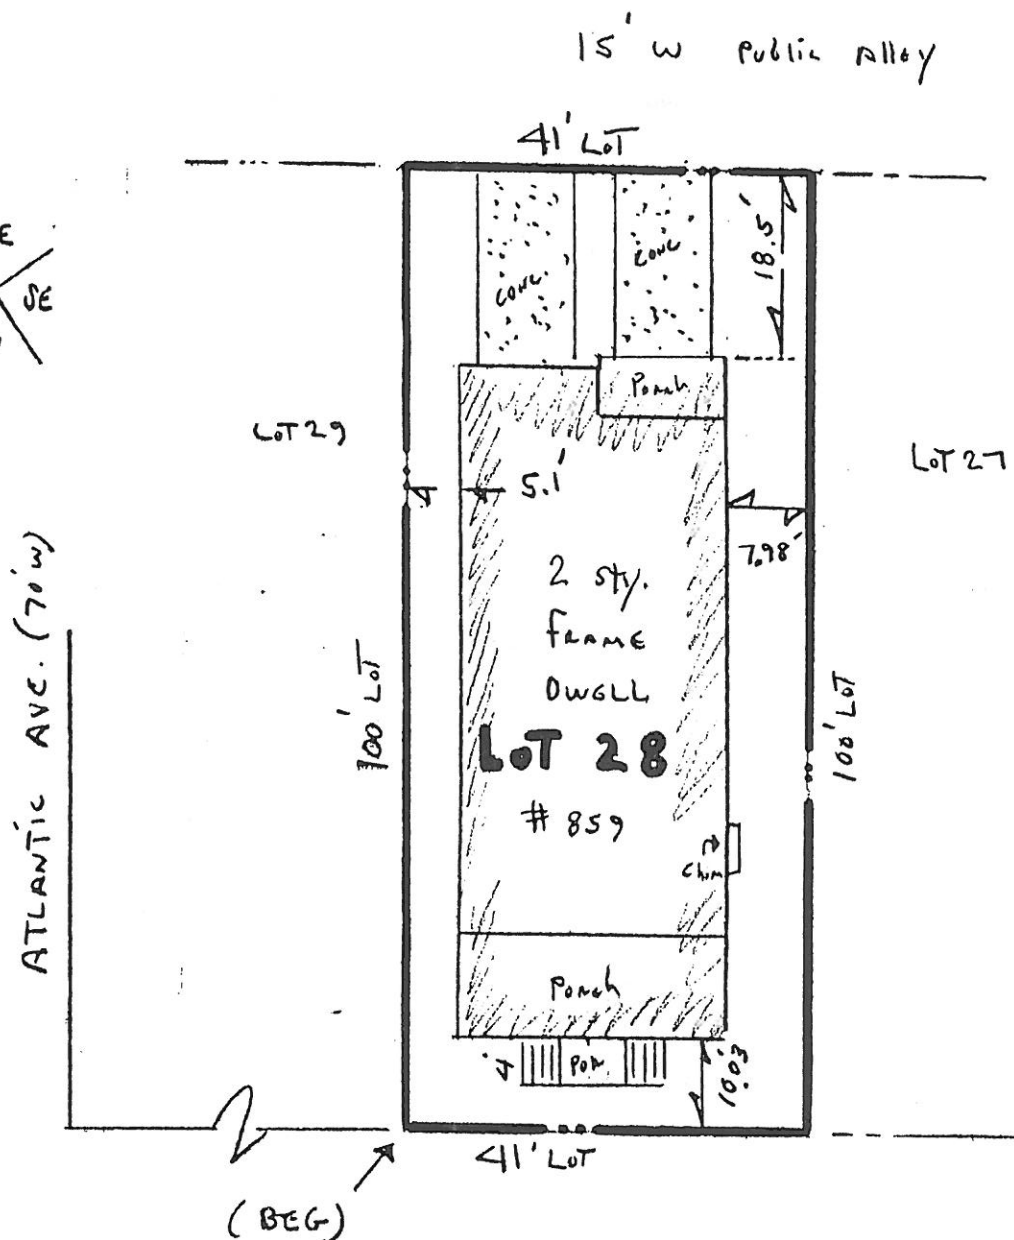 15' W Public Alley
41' LOT
E
SE
CONC.
CONC
18.5'
Porch
LOT 29
LOT 27
5.1'
7.98'
2 sty.
FRAME
DWELL
LOT 28
# 859
ATLANTIC AVE. (70' W)
100' LOT
100' LOT
Chim
Porch
4'
POR
10.03'
41' LOT
(BEG)